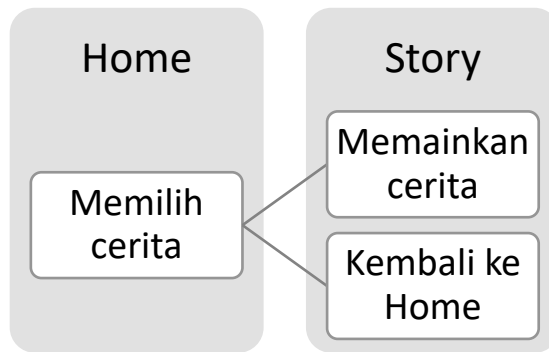 Home
Memilih
cerita
Story
Memainkan
cerita
Kembali ke
Home